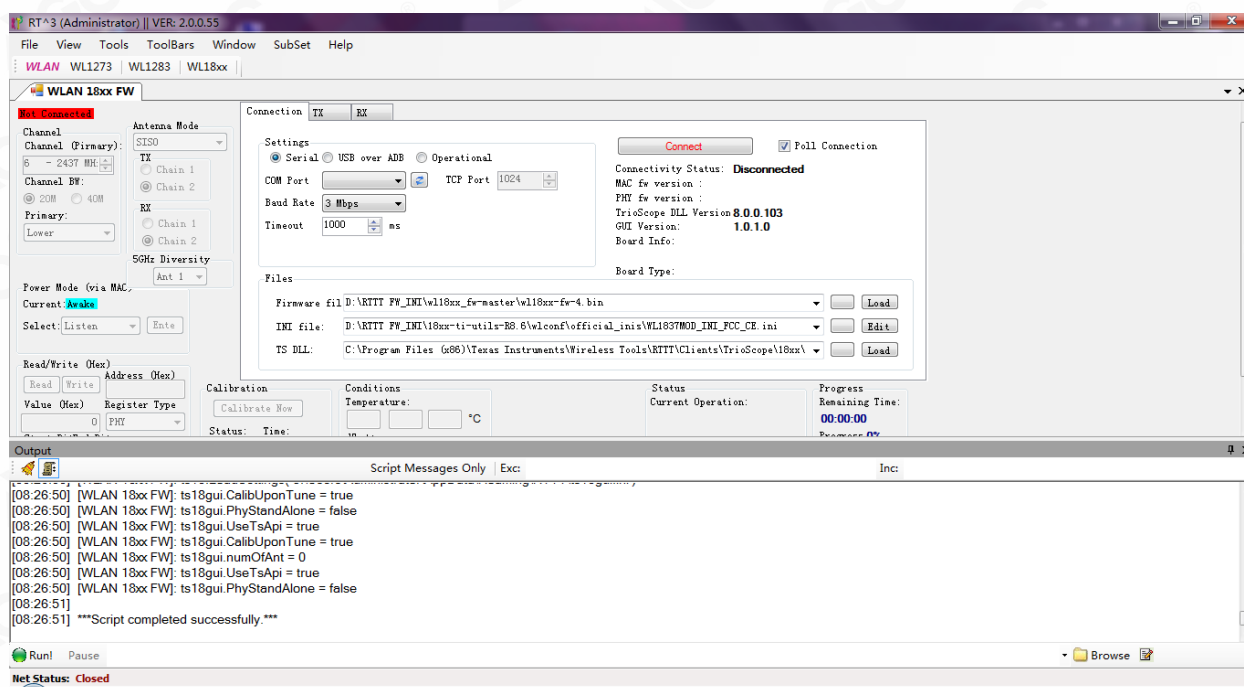 RT^3 (Administrator) || VER: 2.0.0.55
File View Tools ToolBars Window SubSet Help
WLAN WL1273 WL1283 WL18xx
WLAN 18xx FW
Not Connected
Channel
Channel (Pirmary):
6 - 2437 MH:
Channel BW:
20M 40M
Primary:
Lower
Antenna Mode
SISO
TX
Chain 1
Chain 2
RX
Chain 1
Chain 2
5GHz Diversity
Ant 1
Power Mode (via MAC)
Current: Awake
Select: Listen Ente
Read/Write (Hex)
Address (Hex)
Read Write
Value (Hex) Register Type
0 PHY
Connection TX RX
Settings
Serial USB over ADB Operational
COM Port TCP Port 1024
Baud Rate 3 Mbps
Timeout 1000 ms
Connect Poll Connection
Connectivity Status: Disconnected
MAC fw version :
PHY fw version :
TrioScope DLL Version 8.0.0.103
GUI Version: 1.0.1.0
Board Info:
Board Type:
Files
Firmware fil D:\RTTT FW_INI\wl18xx_fw-master\wl18xx-fw-4.bin Load
INI file: D:\RTTT FW_INI\18xx-ti-utils-R8.6\wlconf\official_inis\WL1837MOD_INI_FCC_CE.ini Edit
TS DLL: C:\Program Files (x86)\Texas Instruments\Wireless Tools\RTTT\Clients\TrioScope\18xx\ Load
Calibration
Calibrate Now
Status: Time:
Conditions
Temperature:
°C
Status
Current Operation:
Progress
Remaining Time:
00:00:00
Progress 0%
Output
Script Messages Only Exc: Inc:
[08:26:50] [WLAN 18xx FW]: ts18gui.CalibUponTune = true
[08:26:50] [WLAN 18xx FW]: ts18gui.PhyStandAlone = false
[08:26:50] [WLAN 18xx FW]: ts18gui.UseTsApi = true
[08:26:50] [WLAN 18xx FW]: ts18gui.CalibUponTune = true
[08:26:50] [WLAN 18xx FW]: ts18gui.numOfAnt = 0
[08:26:50] [WLAN 18xx FW]: ts18gui.UseTsApi = true
[08:26:50] [WLAN 18xx FW]: ts18gui.PhyStandAlone = false
[08:26:51]
[08:26:51] ***Script completed successfully.***
Run! Pause Browse
Net Status: Closed